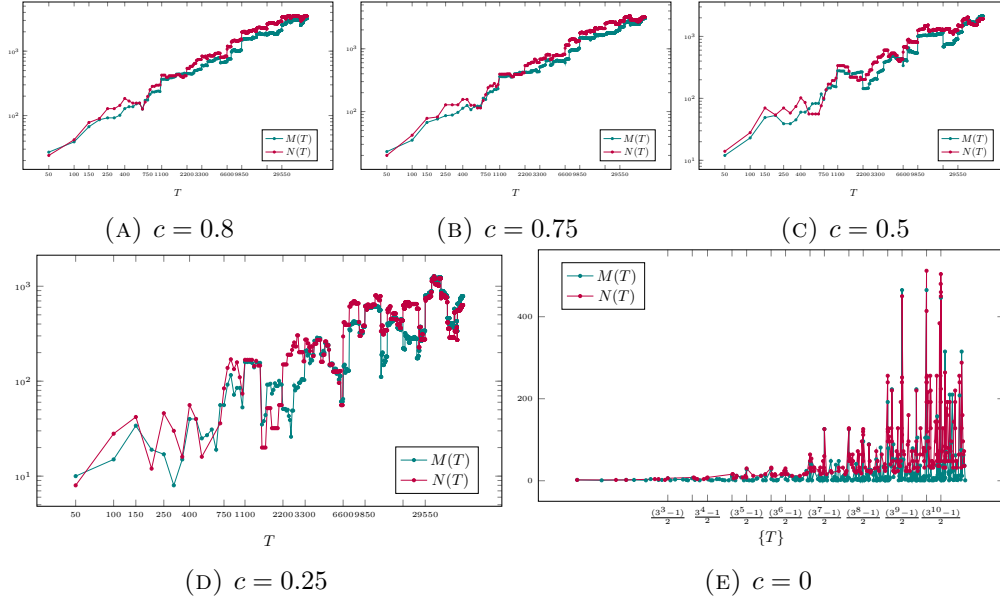 10^3
10^2
M(T)
N(T)
50 100 150 250 400 750 1100 2200 3300 6600 9850 29550
T
(A) c = 0.8
10^3
10^2
M(T)
N(T)
50 100 150 250 400 750 1100 2200 3300 6600 9850 29550
T
(B) c = 0.75
10^3
10^2
10^1
M(T)
N(T)
50 100 150 250 400 750 1100 2200 3300 6600 9850 29550
T
(C) c = 0.5
10^3
10^2
10^1
M(T)
N(T)
50 100 150 250 400 750 1100 2200 3300 6600 9850 29550
T
(D) c = 0.25
M(T)
N(T)
400
200
0
(3^3−1)/2 (3^4−1)/2 (3^5−1)/2 (3^6−1)/2 (3^7−1)/2 (3^8−1)/2 (3^9−1)/2 (3^10−1)/2
{T}
(E) c = 0